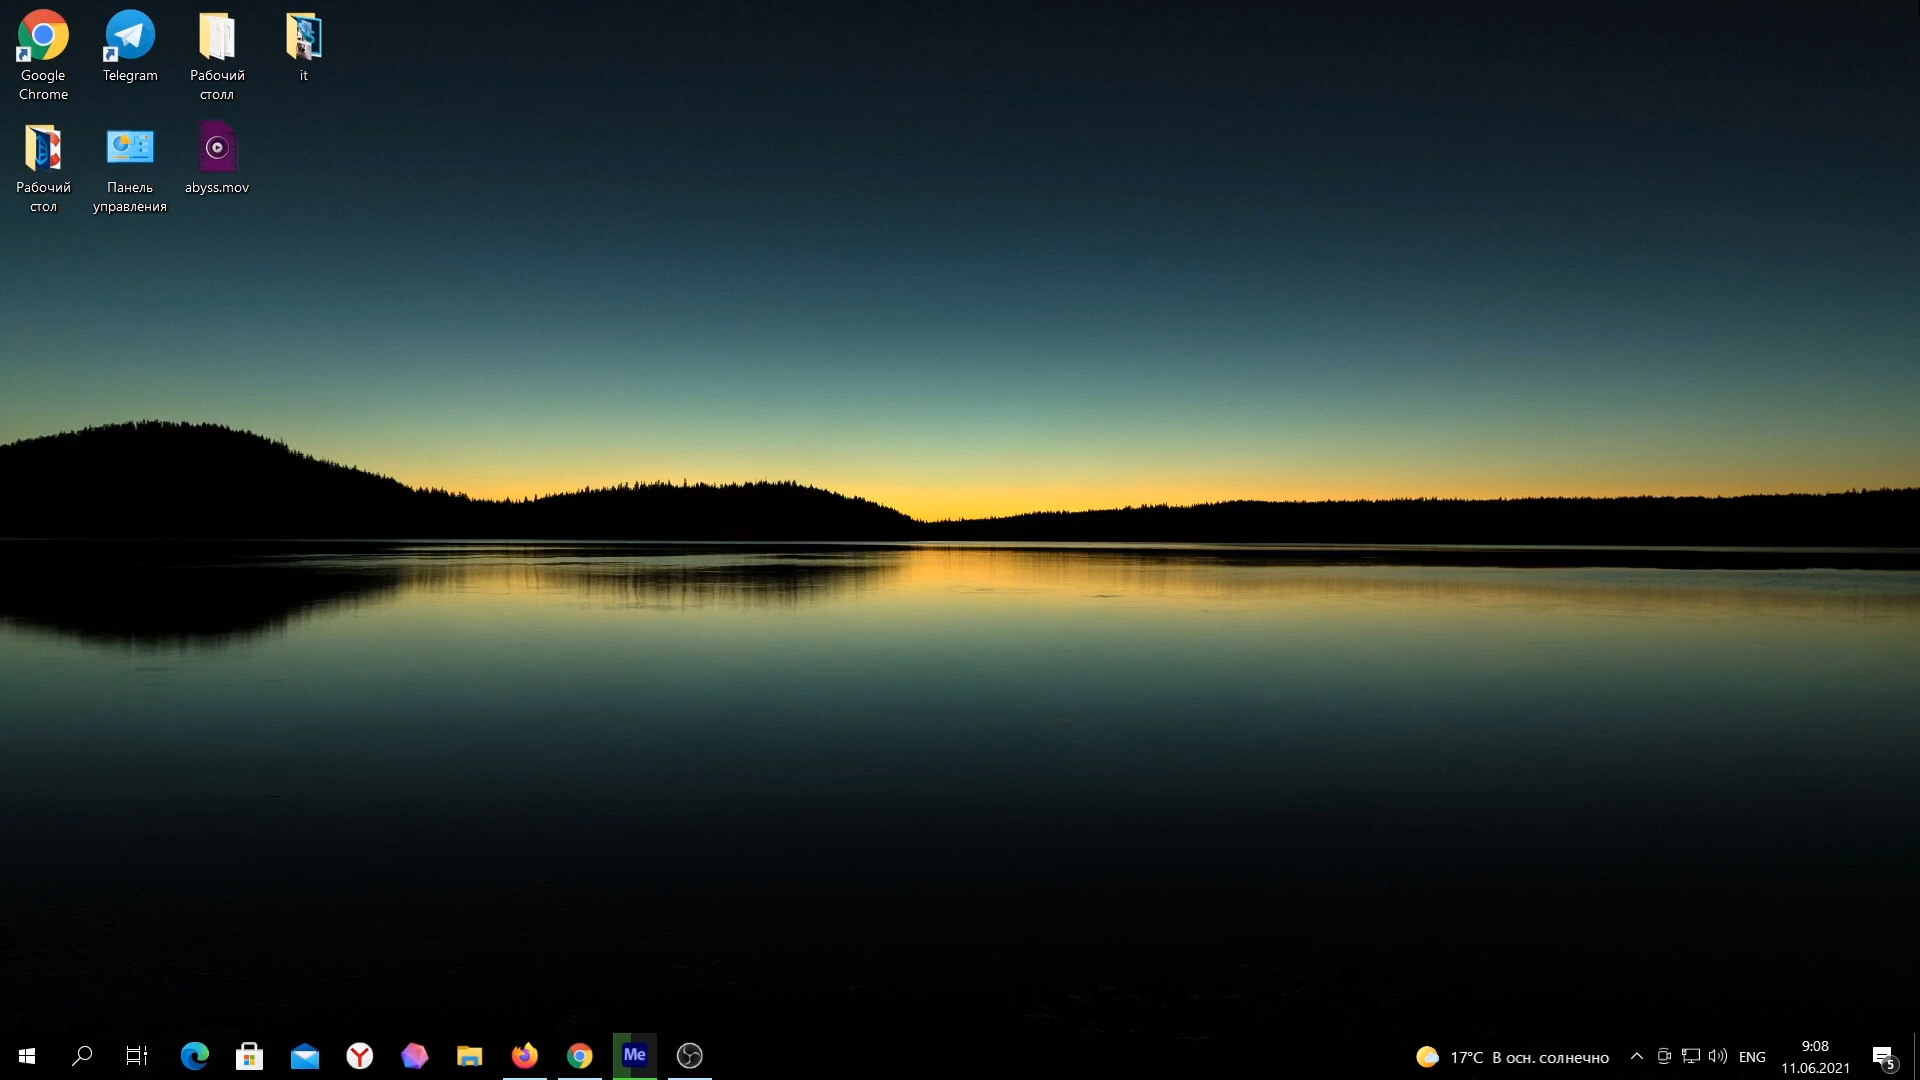 Google
Chrome
Telegram
Рабочий
столл
it
Рабочий
стол
Панель
управления
abyss.mov
Me
17°C В осн. солнечно
ENG
9:08
11.06.2021
5